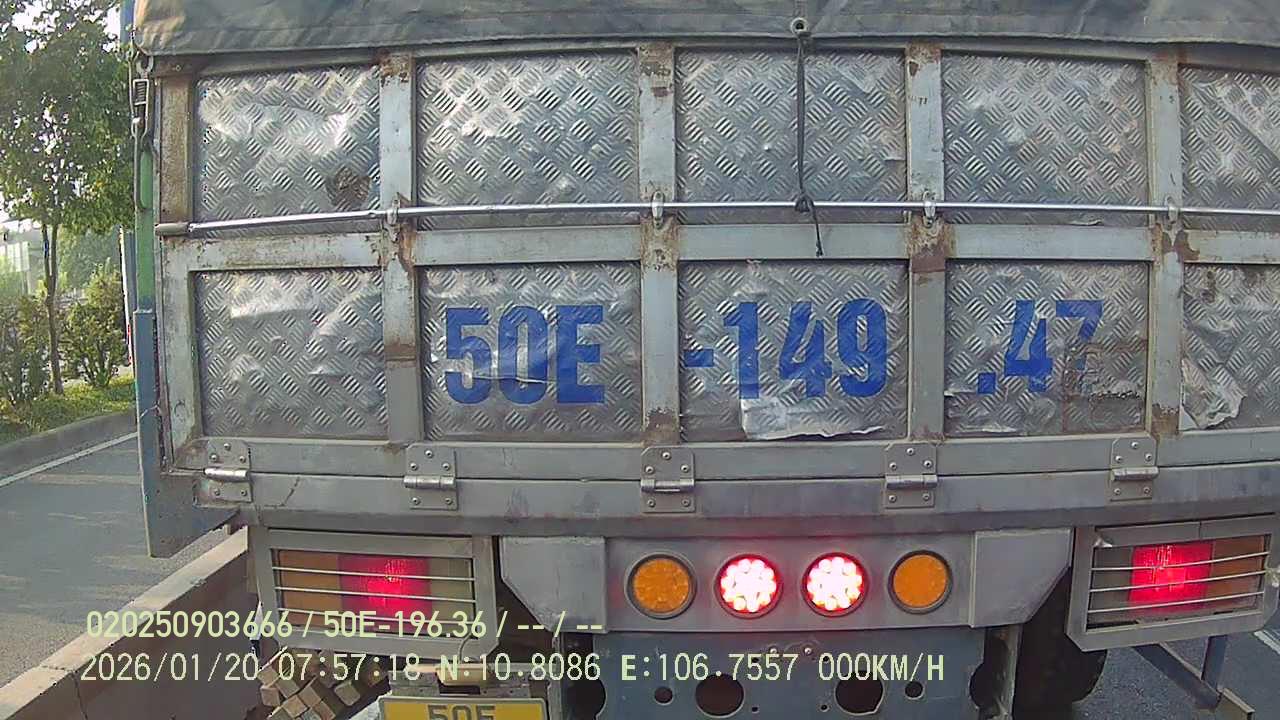 50E -149 .47
020250903666 / 50E-196.36 / -- / --
2026/01/20 07:57:18 N:10.8086 E:106.7557 000KM/H
50E